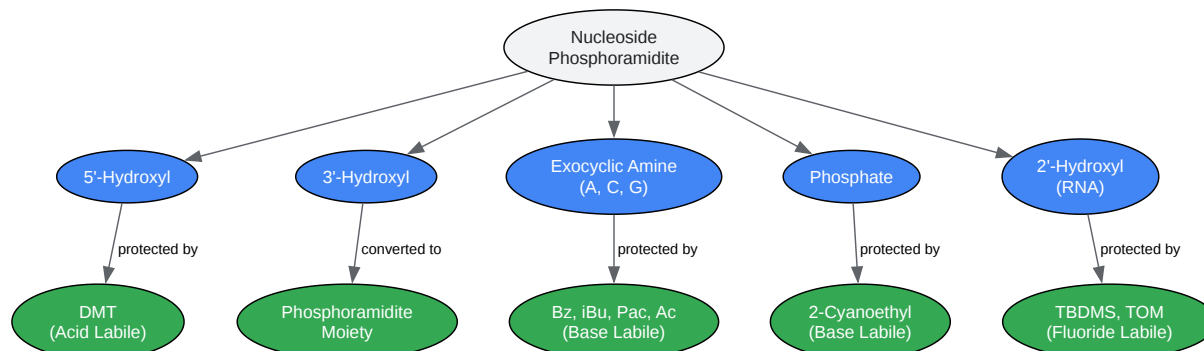 Nucleoside
Phosphoramidite
5'-Hydroxyl
3'-Hydroxyl
Exocyclic Amine
(A, C, G)
Phosphate
2'-Hydroxyl
(RNA)
protected by
converted to
protected by
protected by
protected by
DMT
(Acid Labile)
Phosphoramidite
Moiety
Bz, iBu, Pac, Ac
(Base Labile)
2-Cyanoethyl
(Base Labile)
TBDMS, TOM
(Fluoride Labile)